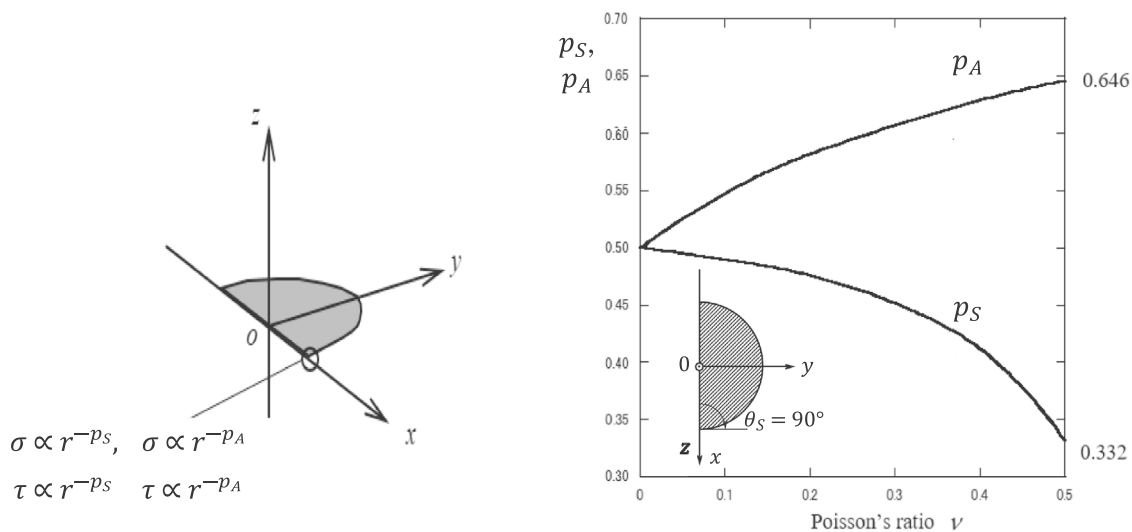 z
y
0
x
σ ∝ r^{-p_S}, σ ∝ r^{-p_A}
τ ∝ r^{-p_S} τ ∝ r^{-p_A}
p_S,
p_A
0.70
0.65
0.60
0.55
0.50
0.45
0.40
0.35
0.30
p_A
0.646
p_S
0.332
0
y
θ_S = 90°
z x
0 0.1 0.2 0.3 0.4 0.5
Poisson's ratio ν